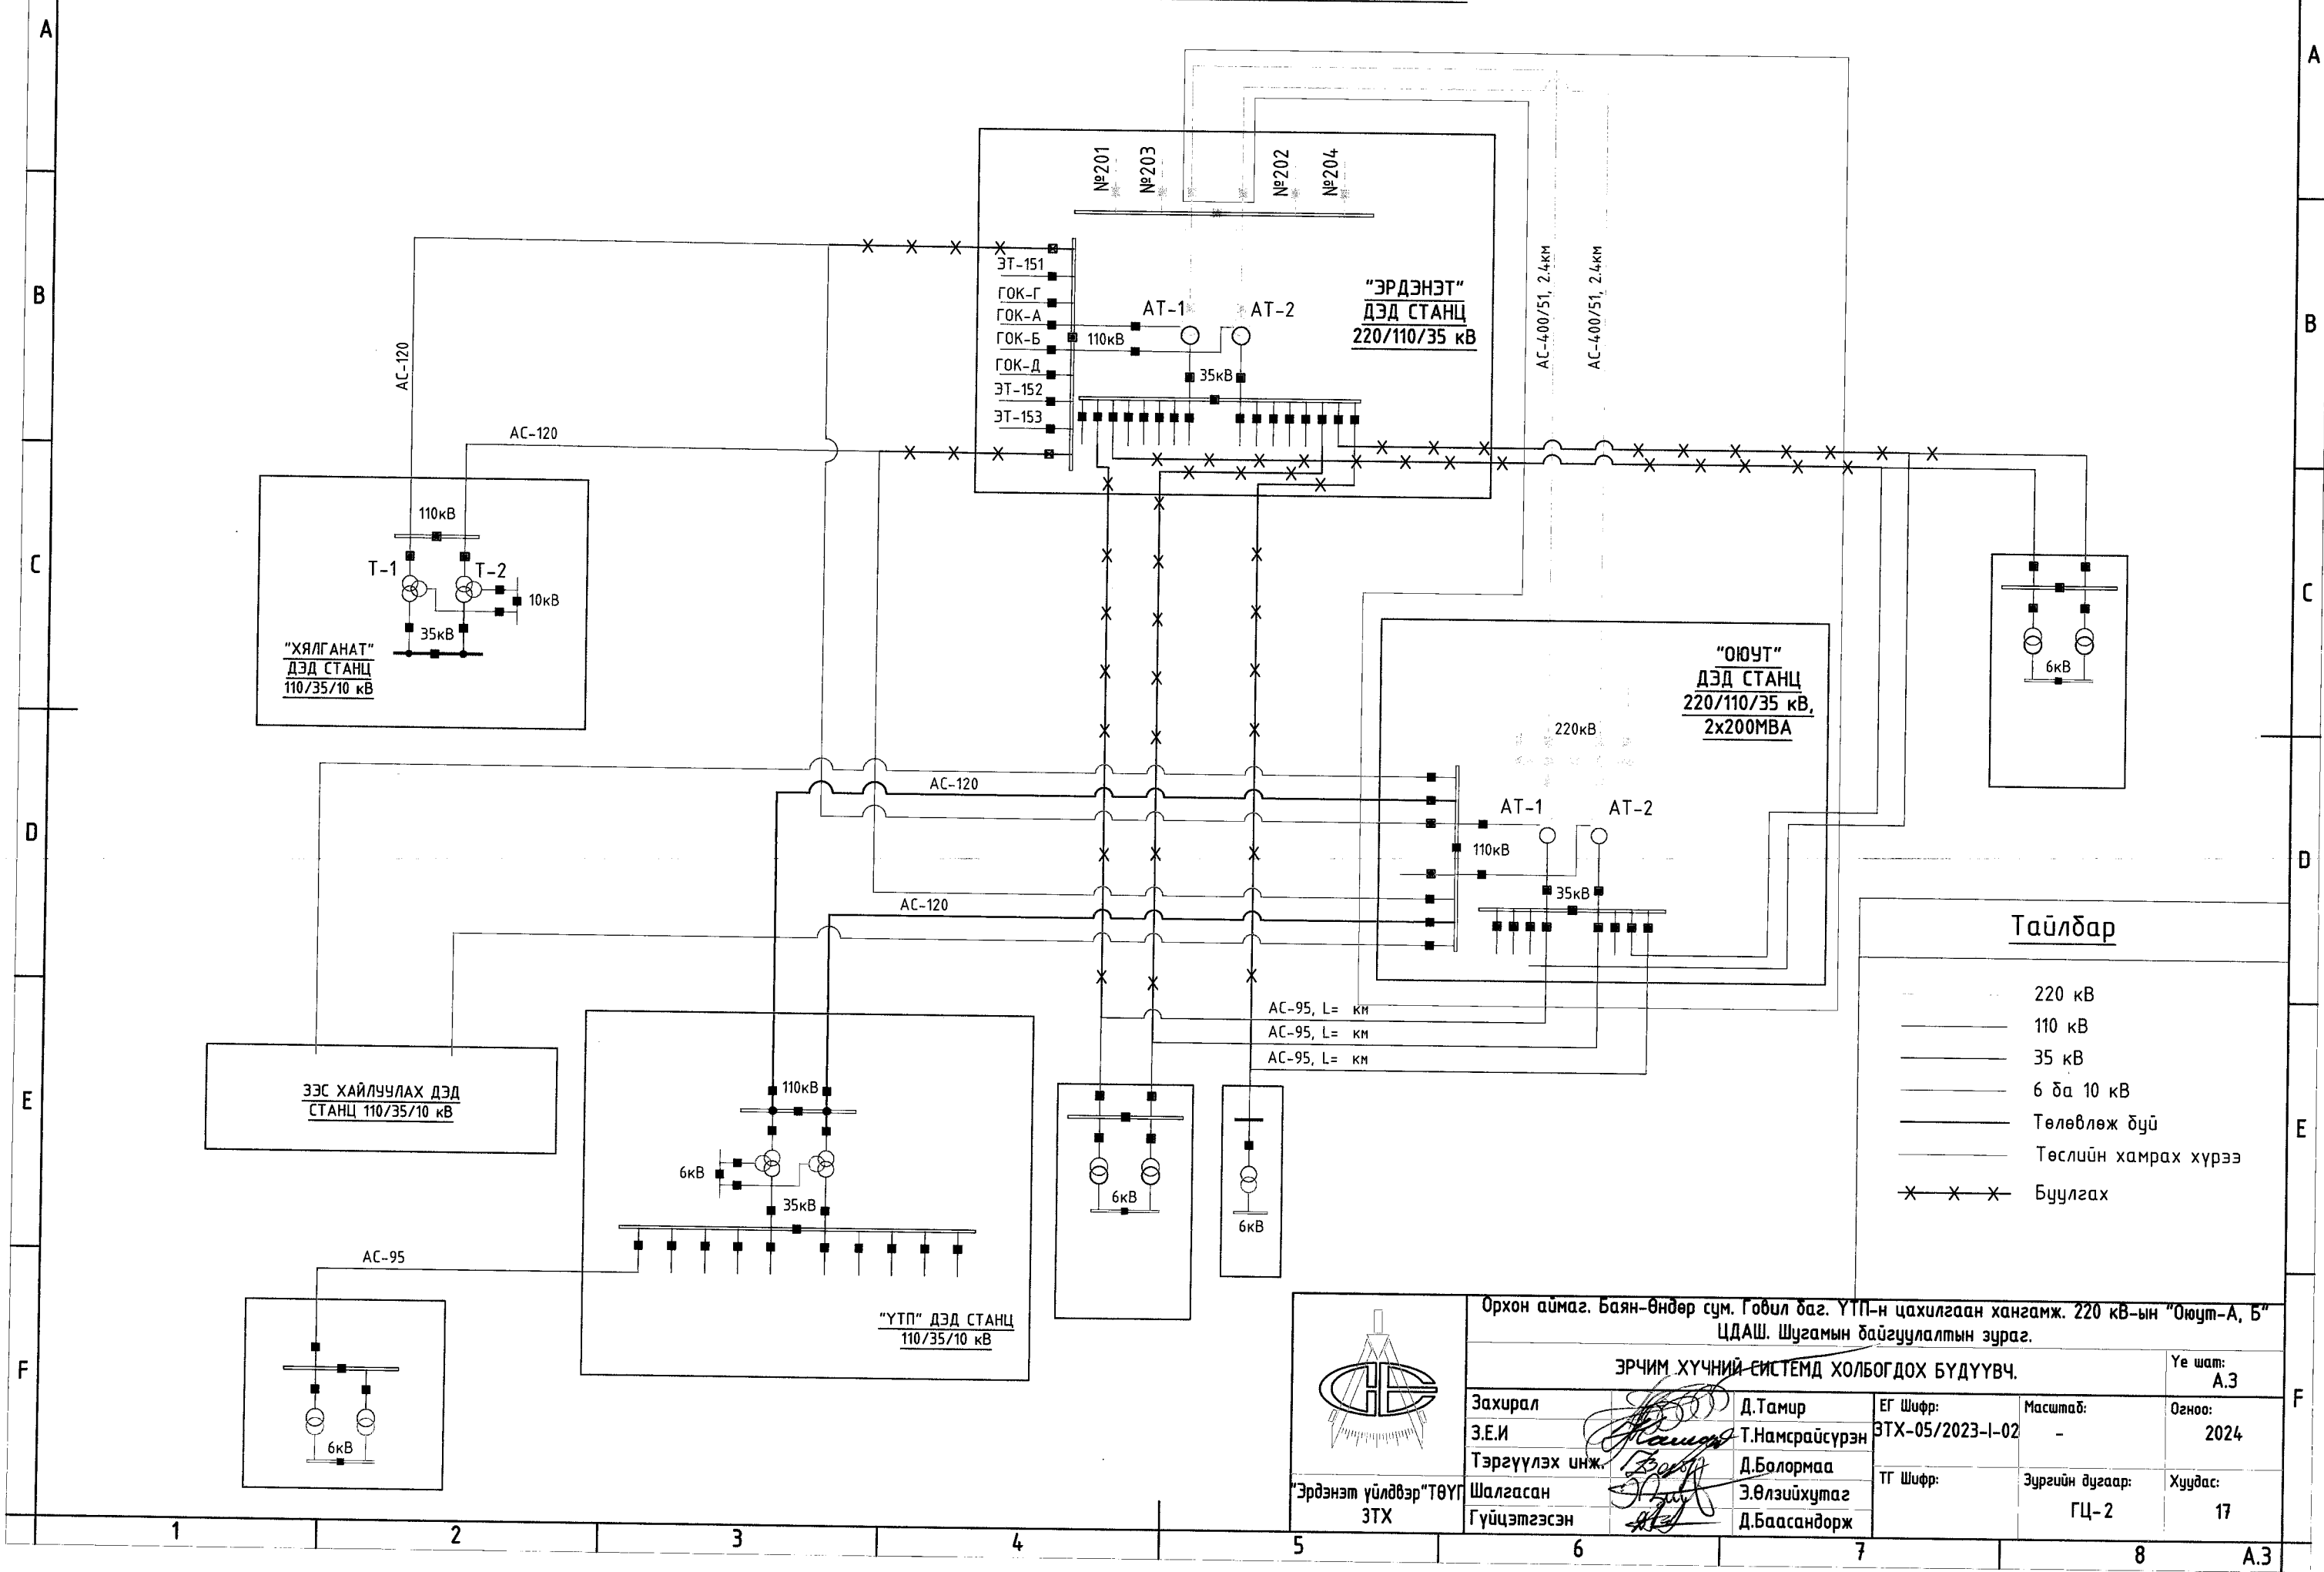 A
A
№201
№203
№202
№204
ЭТ-151
ГОК-Г
ГОК-А
ГОК-Б
ГОК-Д
ЭТ-152
ЭТ-153
110кВ
АТ-1
АТ-2
35кВ
"ЭРДЭНЭТ"
ДЭД СТАНЦ
220/110/35 кВ
АС-400/51, 2.4км
АС-400/51, 2.4км
B
B
АС-120
АС-120
110кВ
Т-1
Т-2
10кВ
35кВ
"ХЯЛГАНАТ"
ДЭД СТАНЦ
110/35/10 кВ
C
C
6кВ
"ОЮУТ"
ДЭД СТАНЦ
220/110/35 кВ,
2х200МВА
220кВ
АС-120
АТ-1
АТ-2
110кВ
35кВ
АС-120
D
D
Тайлбар
220 кВ
110 кВ
35 кВ
6 ба 10 кВ
Төлөвлөж буй
Төслийн хамрах хүрээ
Буулгах
АС-95, L= км
АС-95, L= км
АС-95, L= км
ЗЭС ХАЙЛУУЛАХ ДЭД
СТАНЦ 110/35/10 кВ
E
E
110кВ
6кВ
35кВ
6кВ
6кВ
АС-95
"ҮТП" ДЭД СТАНЦ
110/35/10 кВ
6кВ
F
F
Орхон аймаг. Баян-Өндөр сум. Говил баг. ҮТП-н цахилгаан хангамж. 220 кВ-ын "Оюут-А, Б"
ЦДАШ. Шугамын байгуулалтын зураг.
ЭРЧИМ ХҮЧНИЙ СИСТЕМД ХОЛБОГДОХ БҮДҮҮВЧ.
Үе шат:
А.З
Захирал
Д.Тамир
З.Е.И
Т.Намсрайсүрэн
Тэргүүлэх инж.
Д.Болормаа
Шалгасан
Э.Өлзийхутаг
Гүйцэтгэсэн
Д.Баасандорж
ЕГ Шифр:
ЗТХ-05/2023-I-02
Масштаб:
-
Огноо:
2024
ТГ Шифр:
Зургийн дугаар:
ГЦ-2
Хуудас:
17
"Эрдэнэт үйлдвэр"ТӨҮГ
ЗТХ
1
2
3
4
5
6
7
8
А.3